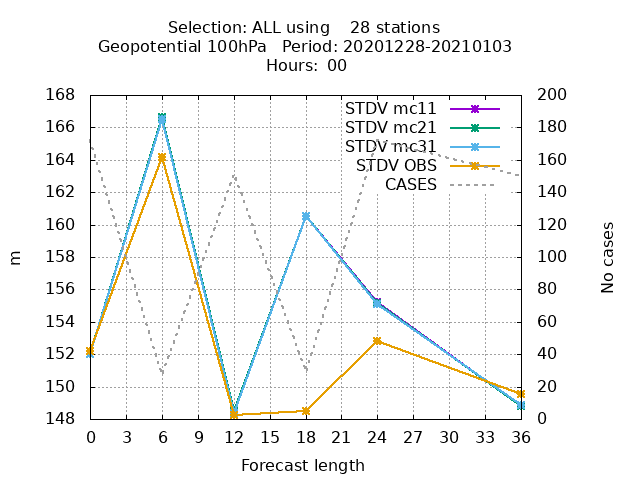 Selection: ALL using    28 stations
Geopotential 100hPa   Period: 20201228-20210103
Hours:  00
168
166
164
162
160
158
156
154
152
150
148
m
200
180
160
140
120
100
80
60
40
20
0
No cases
STDV mc11
STDV mc21
STDV mc31
STDV OBS
CASES
0 3 6 9 12 15 18 21 24 27 30 33 36
Forecast length